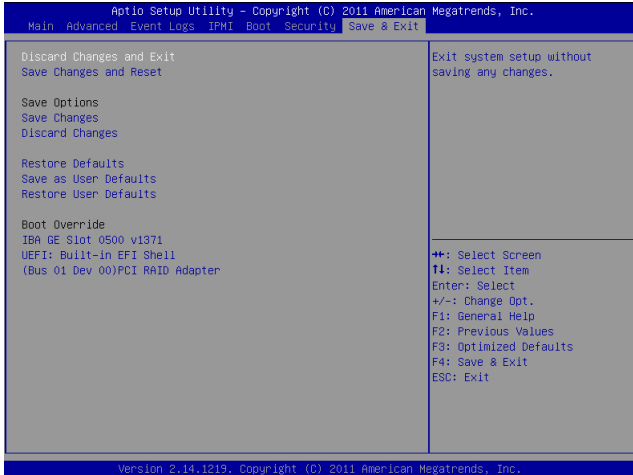 Aptio Setup Utility – Copyright (C) 2011 American Megatrends, Inc.
Main Advanced Event Logs IPMI Boot Security Save & Exit
Discard Changes and Exit
Save Changes and Reset
Save Options
Save Changes
Discard Changes
Restore Defaults
Save as User Defaults
Restore User Defaults
Boot Override
IBA GE Slot 0500 v1371
UEFI: Built-in EFI Shell
(Bus 01 Dev 00)PCI RAID Adapter
Exit system setup without
saving any changes.
→←: Select Screen
↑↓: Select Item
Enter: Select
+/-: Change Opt.
F1: General Help
F2: Previous Values
F3: Optimized Defaults
F4: Save & Exit
ESC: Exit
Version 2.14.1219. Copyright (C) 2011 American Megatrends, Inc.